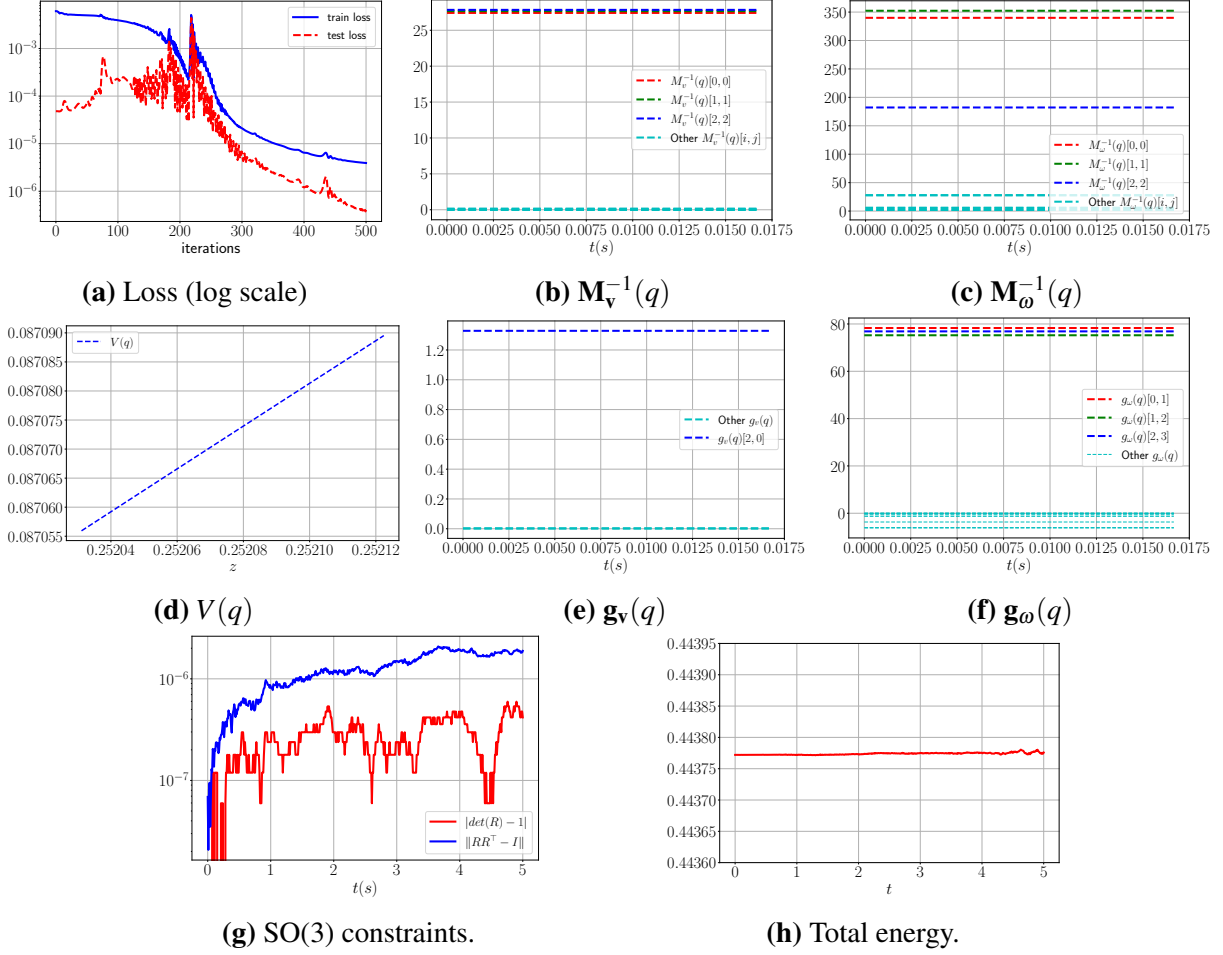 10⁻³
10⁻⁴
10⁻⁵
10⁻⁶
train loss
test loss
0 100 200 300 400 500
iterations
(a) Loss (log scale)
25
20
15
10
5
0
M_v^{-1}(q)[0, 0]
M_v^{-1}(q)[1, 1]
M_v^{-1}(q)[2, 2]
Other M_v^{-1}(q)[i, j]
0.0000 0.0025 0.0050 0.0075 0.0100 0.0125 0.0150 0.0175
t(s)
(b) M_v^{-1}(q)
350
300
250
200
150
100
50
0
M_ω^{-1}(q)[0, 0]
M_ω^{-1}(q)[1, 1]
M_ω^{-1}(q)[2, 2]
Other M_ω^{-1}(q)[i, j]
0.0000 0.0025 0.0050 0.0075 0.0100 0.0125 0.0150 0.0175
t(s)
(c) M_ω^{-1}(q)
0.087090
0.087085
0.087080
0.087075
0.087070
0.087065
0.087060
0.087055
V(q)
0.25204 0.25206 0.25208 0.25210 0.25212
z
(d) V(q)
1.2
1.0
0.8
0.6
0.4
0.2
0.0
Other g_v(q)
g_v(q)[2, 0]
0.0000 0.0025 0.0050 0.0075 0.0100 0.0125 0.0150 0.0175
t(s)
(e) g_v(q)
80
60
40
20
0
g_ω(q)[0, 1]
g_ω(q)[1, 2]
g_ω(q)[2, 3]
Other g_ω(q)
0.0000 0.0025 0.0050 0.0075 0.0100 0.0125 0.0150 0.0175
t(s)
(f) g_ω(q)
10⁻⁶
10⁻⁷
|det(R) − 1|
‖RR^⊤ − I‖
0 1 2 3 4 5
t(s)
(g) SO(3) constraints.
0.44395
0.44390
0.44385
0.44380
0.44375
0.44370
0.44365
0.44360
0 1 2 3 4 5
t
(h) Total energy.